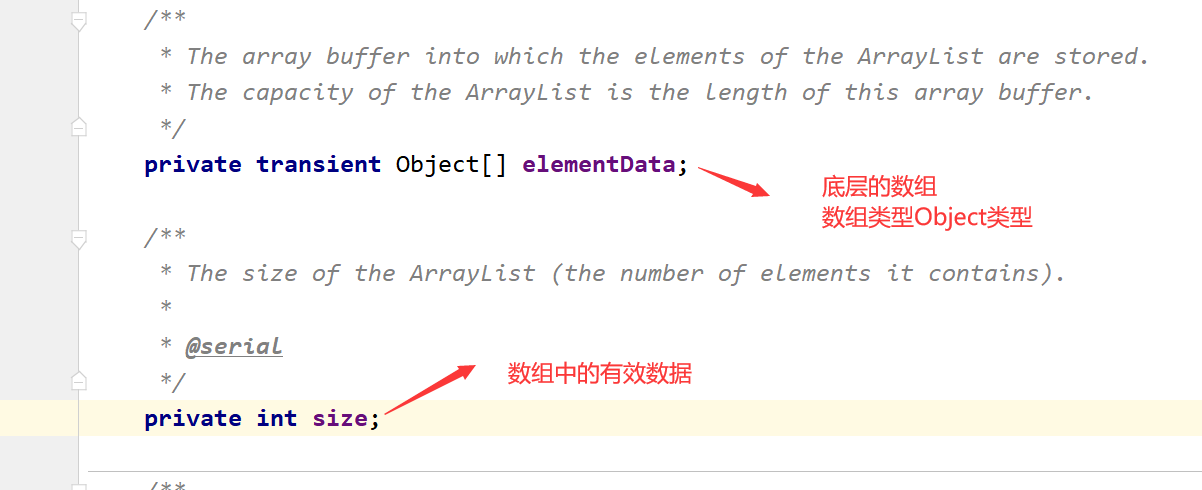 /**
* The array buffer into which the elements of the ArrayList are stored.
* The capacity of the ArrayList is the length of this array buffer.
*/
private transient Object[] elementData;
底层的数组
数组类型Object类型
/**
* The size of the ArrayList (the number of elements it contains).
*
* @serial
*/
数组中的有效数据
private int size;
/**